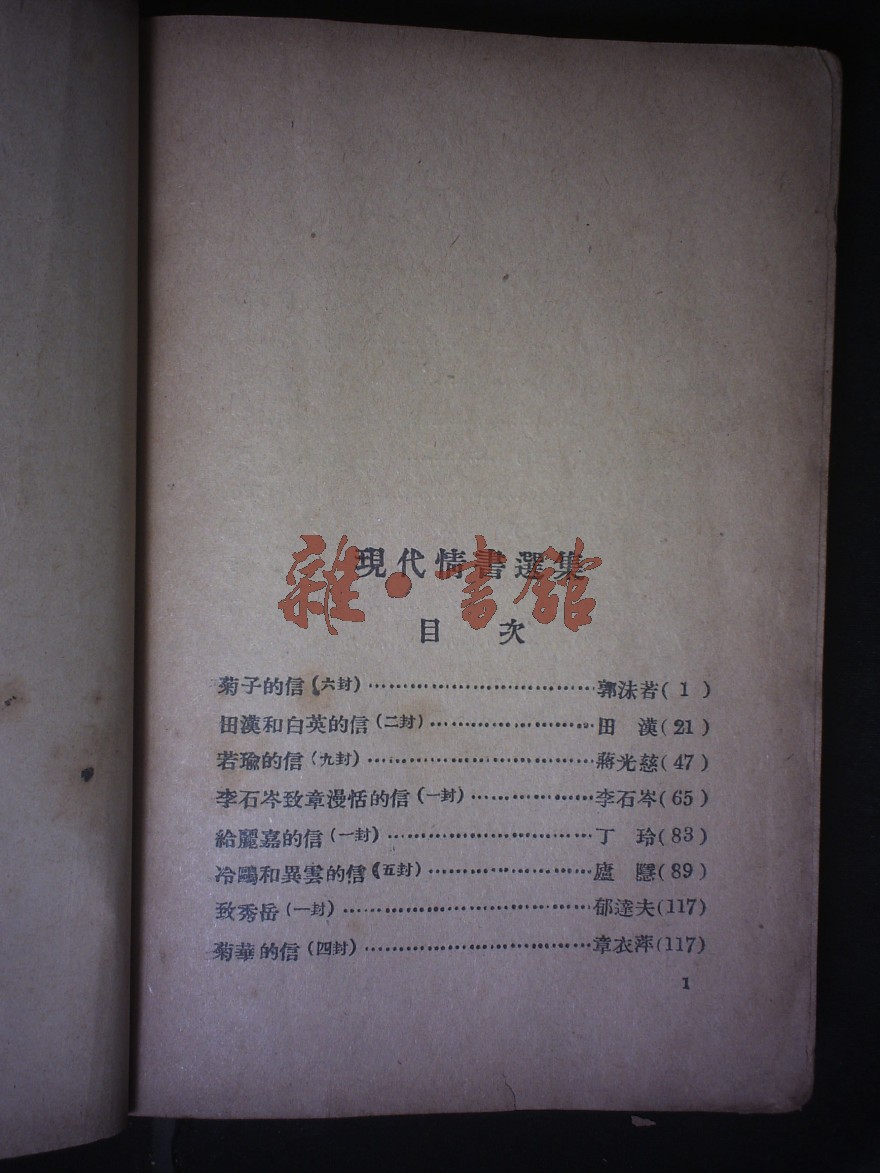 現代情書選集
雜·書館
目 次
菊子的信(六封)……………………………郭沫若(1)
田漢和白英的信(二封)……………………田 漢(21)
若瑜的信(九封)……………………………蔣光慈(47)
李石岑致章漫恬的信(一封)………………李石岑(65)
給麗嘉的信(一封)…………………………丁 玲(83)
冷鷗和異雲的信(五封)……………………廬 隱(89)
致秀岳(一封)………………………………郁達夫(117)
菊華的信(四封)……………………………章衣萍(117)
1